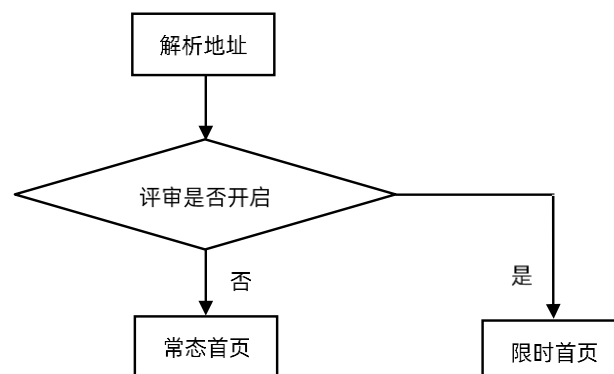 解析地址
评审是否开启
否
是
常态首页
限时首页